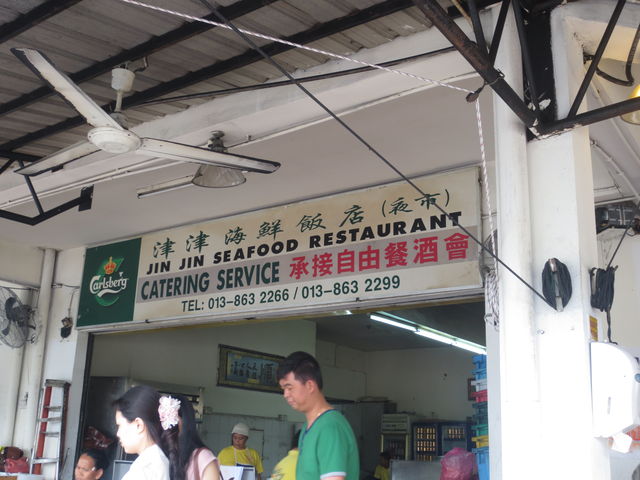 津津海鮮飯店(夜市)
JIN JIN SEAFOOD RESTAURANT
CATERING SERVICE 承接自由餐酒會
TEL: 013-863 2266 / 013-863 2299
Carlsberg